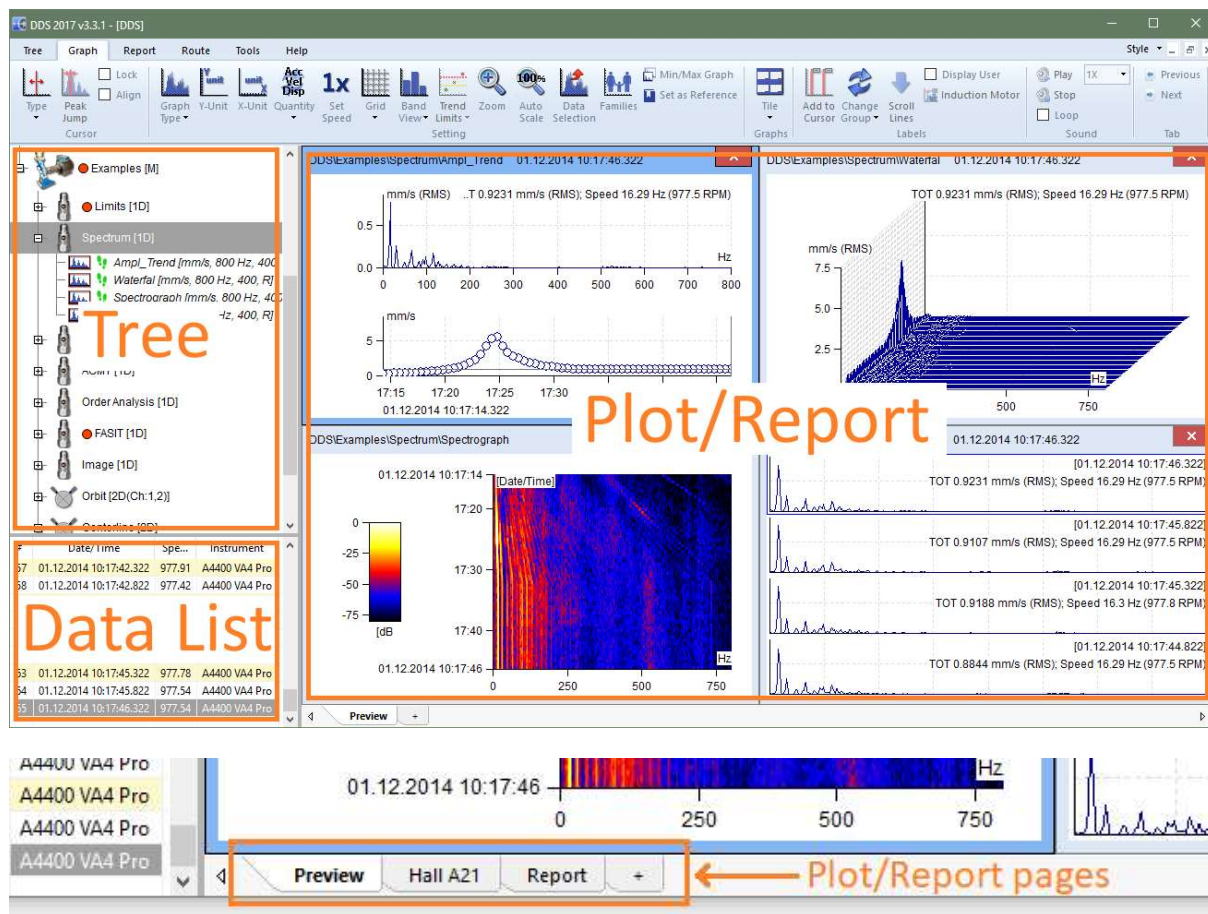 DDS 2017 v3.3.1 - [DDS]
Tree Graph Report Route Tools Help Style
Type Peak Jump Lock Align
Cursor
Graph Type Y-Unit X-Unit Acc Vel Disp Quantity 1x Set Speed Grid Band View Trend Limits Zoom 100% Auto Scale Data Selection Families Min/Max Graph Set as Reference
Setting
Tile
Graphs
Add to Cursor Change Group Scroll Lines Display User Induction Motor
Labels
Play 1X Stop Loop
Sound
Previous Next
Tab
Examples [M]
Limits [1D]
Spectrum [1D]
Ampl_Trend [mm/s, 800 Hz, 400
Waterfal [mm/s, 800 Hz, 400, R]
Spectrograph [mm/s, 800 Hz, 400
Hz, 400, R]
Tree
Order Analysis [1D]
FASIT [1D]
Image [1D]
Orbit [2D(Ch:1,2)]
Centerline [2D]
# Date/Time Spe... Instrument
57 01.12.2014 10:17:42.322 977.91 A4400 VA4 Pro
58 01.12.2014 10:17:42.822 977.42 A4400 VA4 Pro
Data List
63 01.12.2014 10:17:45.322 977.78 A4400 VA4 Pro
64 01.12.2014 10:17:45.822 977.54 A4400 VA4 Pro
65 01.12.2014 10:17:46.322 977.54 A4400 VA4 Pro
DDS\Examples\Spectrum\Ampl_Trend 01.12.2014 10:17:46.322
mm/s (RMS) ..T 0.9231 mm/s (RMS); Speed 16.29 Hz (977.5 RPM)
0.5
0.0
Hz
0 100 200 300 400 500 600 700 800
mm/s
5
0
17:15 17:20 17:25 17:30
01.12.2014 10:17:14.322
DDS\Examples\Spectrum\Waterfal 01.12.2014 10:17:46.322
TOT 0.9231 mm/s (RMS); Speed 16.29 Hz (977.5 RPM)
mm/s (RMS)
7.5
5.0
2.5
Hz
500 750
Plot/Report
DDS\Examples\Spectrum\Spectrograph
01.12.2014 10:17:14 [Date/Time]
17:20
17:30
17:40
01.12.2014 10:17:46
0
-25
-50
-75
[dB
Hz
0 250 500 750
01.12.2014 10:17:46.322
[01.12.2014 10:17:46.322]
TOT 0.9231 mm/s (RMS); Speed 16.29 Hz (977.5 RPM)
[01.12.2014 10:17:45.822]
TOT 0.9107 mm/s (RMS); Speed 16.29 Hz (977.5 RPM)
[01.12.2014 10:17:45.322]
TOT 0.9188 mm/s (RMS); Speed 16.3 Hz (977.8 RPM)
[01.12.2014 10:17:44.822]
TOT 0.8844 mm/s (RMS); Speed 16.29 Hz (977.5 RPM)
Preview +
A4400 VA4 Pro
A4400 VA4 Pro
A4400 VA4 Pro
A4400 VA4 Pro
01.12.2014 10:17:46
Hz
0 250 500 750
Preview Hall A21 Report +
Plot/Report pages